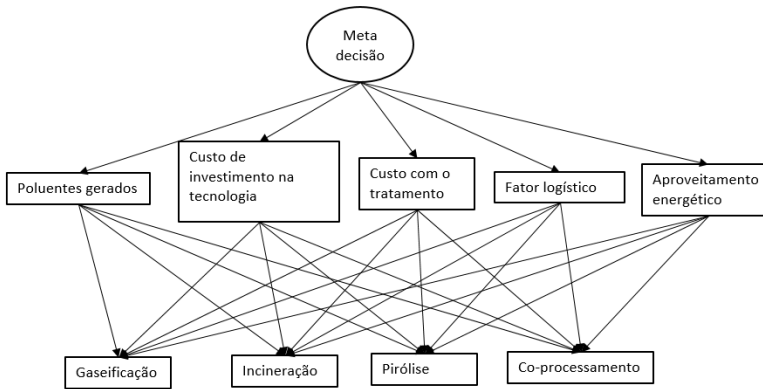 Meta
decisão
Poluentes gerados
Custo de
investimento na
tecnologia
Custo com o
tratamento
Fator logístico
Aproveitamento
energético
Gaseificação
Incineração
Pirólise
Co-processamento